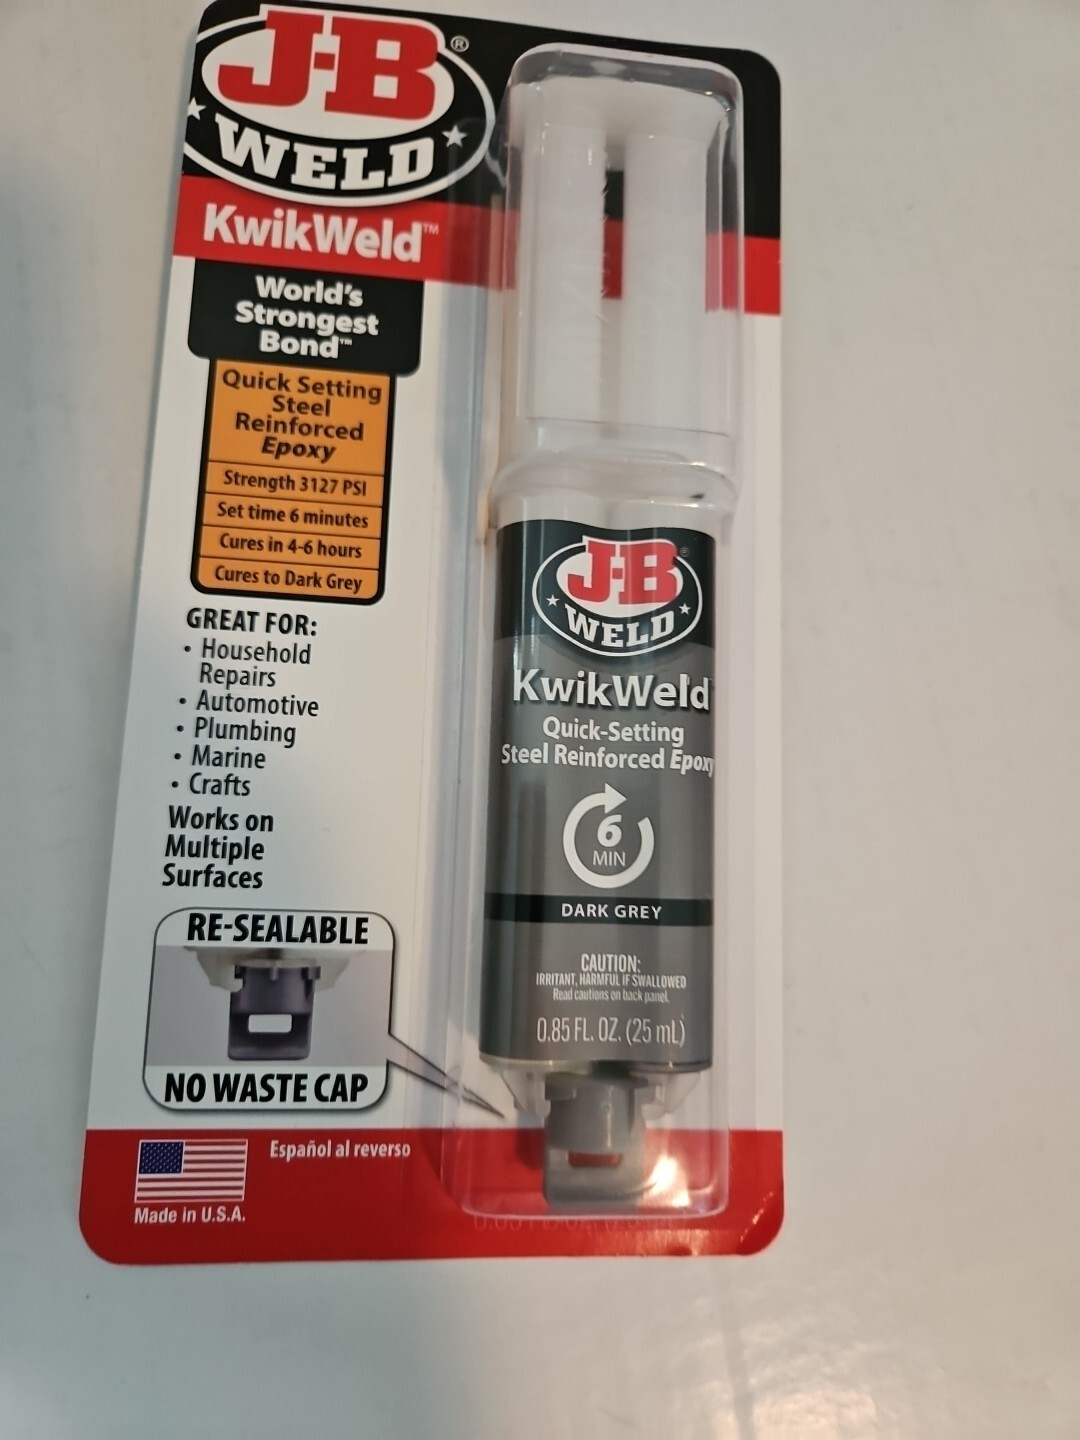 J-B®
WELD
KwikWeld™
World's
Strongest
Bond™
Quick Setting
Steel
Reinforced
Epoxy
Strength 3127 PSI
Set time 6 minutes
Cures in 4-6 hours
Cures to Dark Grey
GREAT FOR:
• Household
Repairs
• Automotive
• Plumbing
• Marine
• Crafts
Works on
Multiple
Surfaces
RE-SEALABLE
NO WASTE CAP
Español al reverso
Made in U.S.A.
J-B®
WELD
KwikWeld
Quick-Setting
Steel Reinforced Epoxy
6
MIN
DARK GREY
CAUTION:
IRRITANT, HARMFUL IF SWALLOWED
Read cautions on back panel.
0.85 FL. OZ. (25 mL)